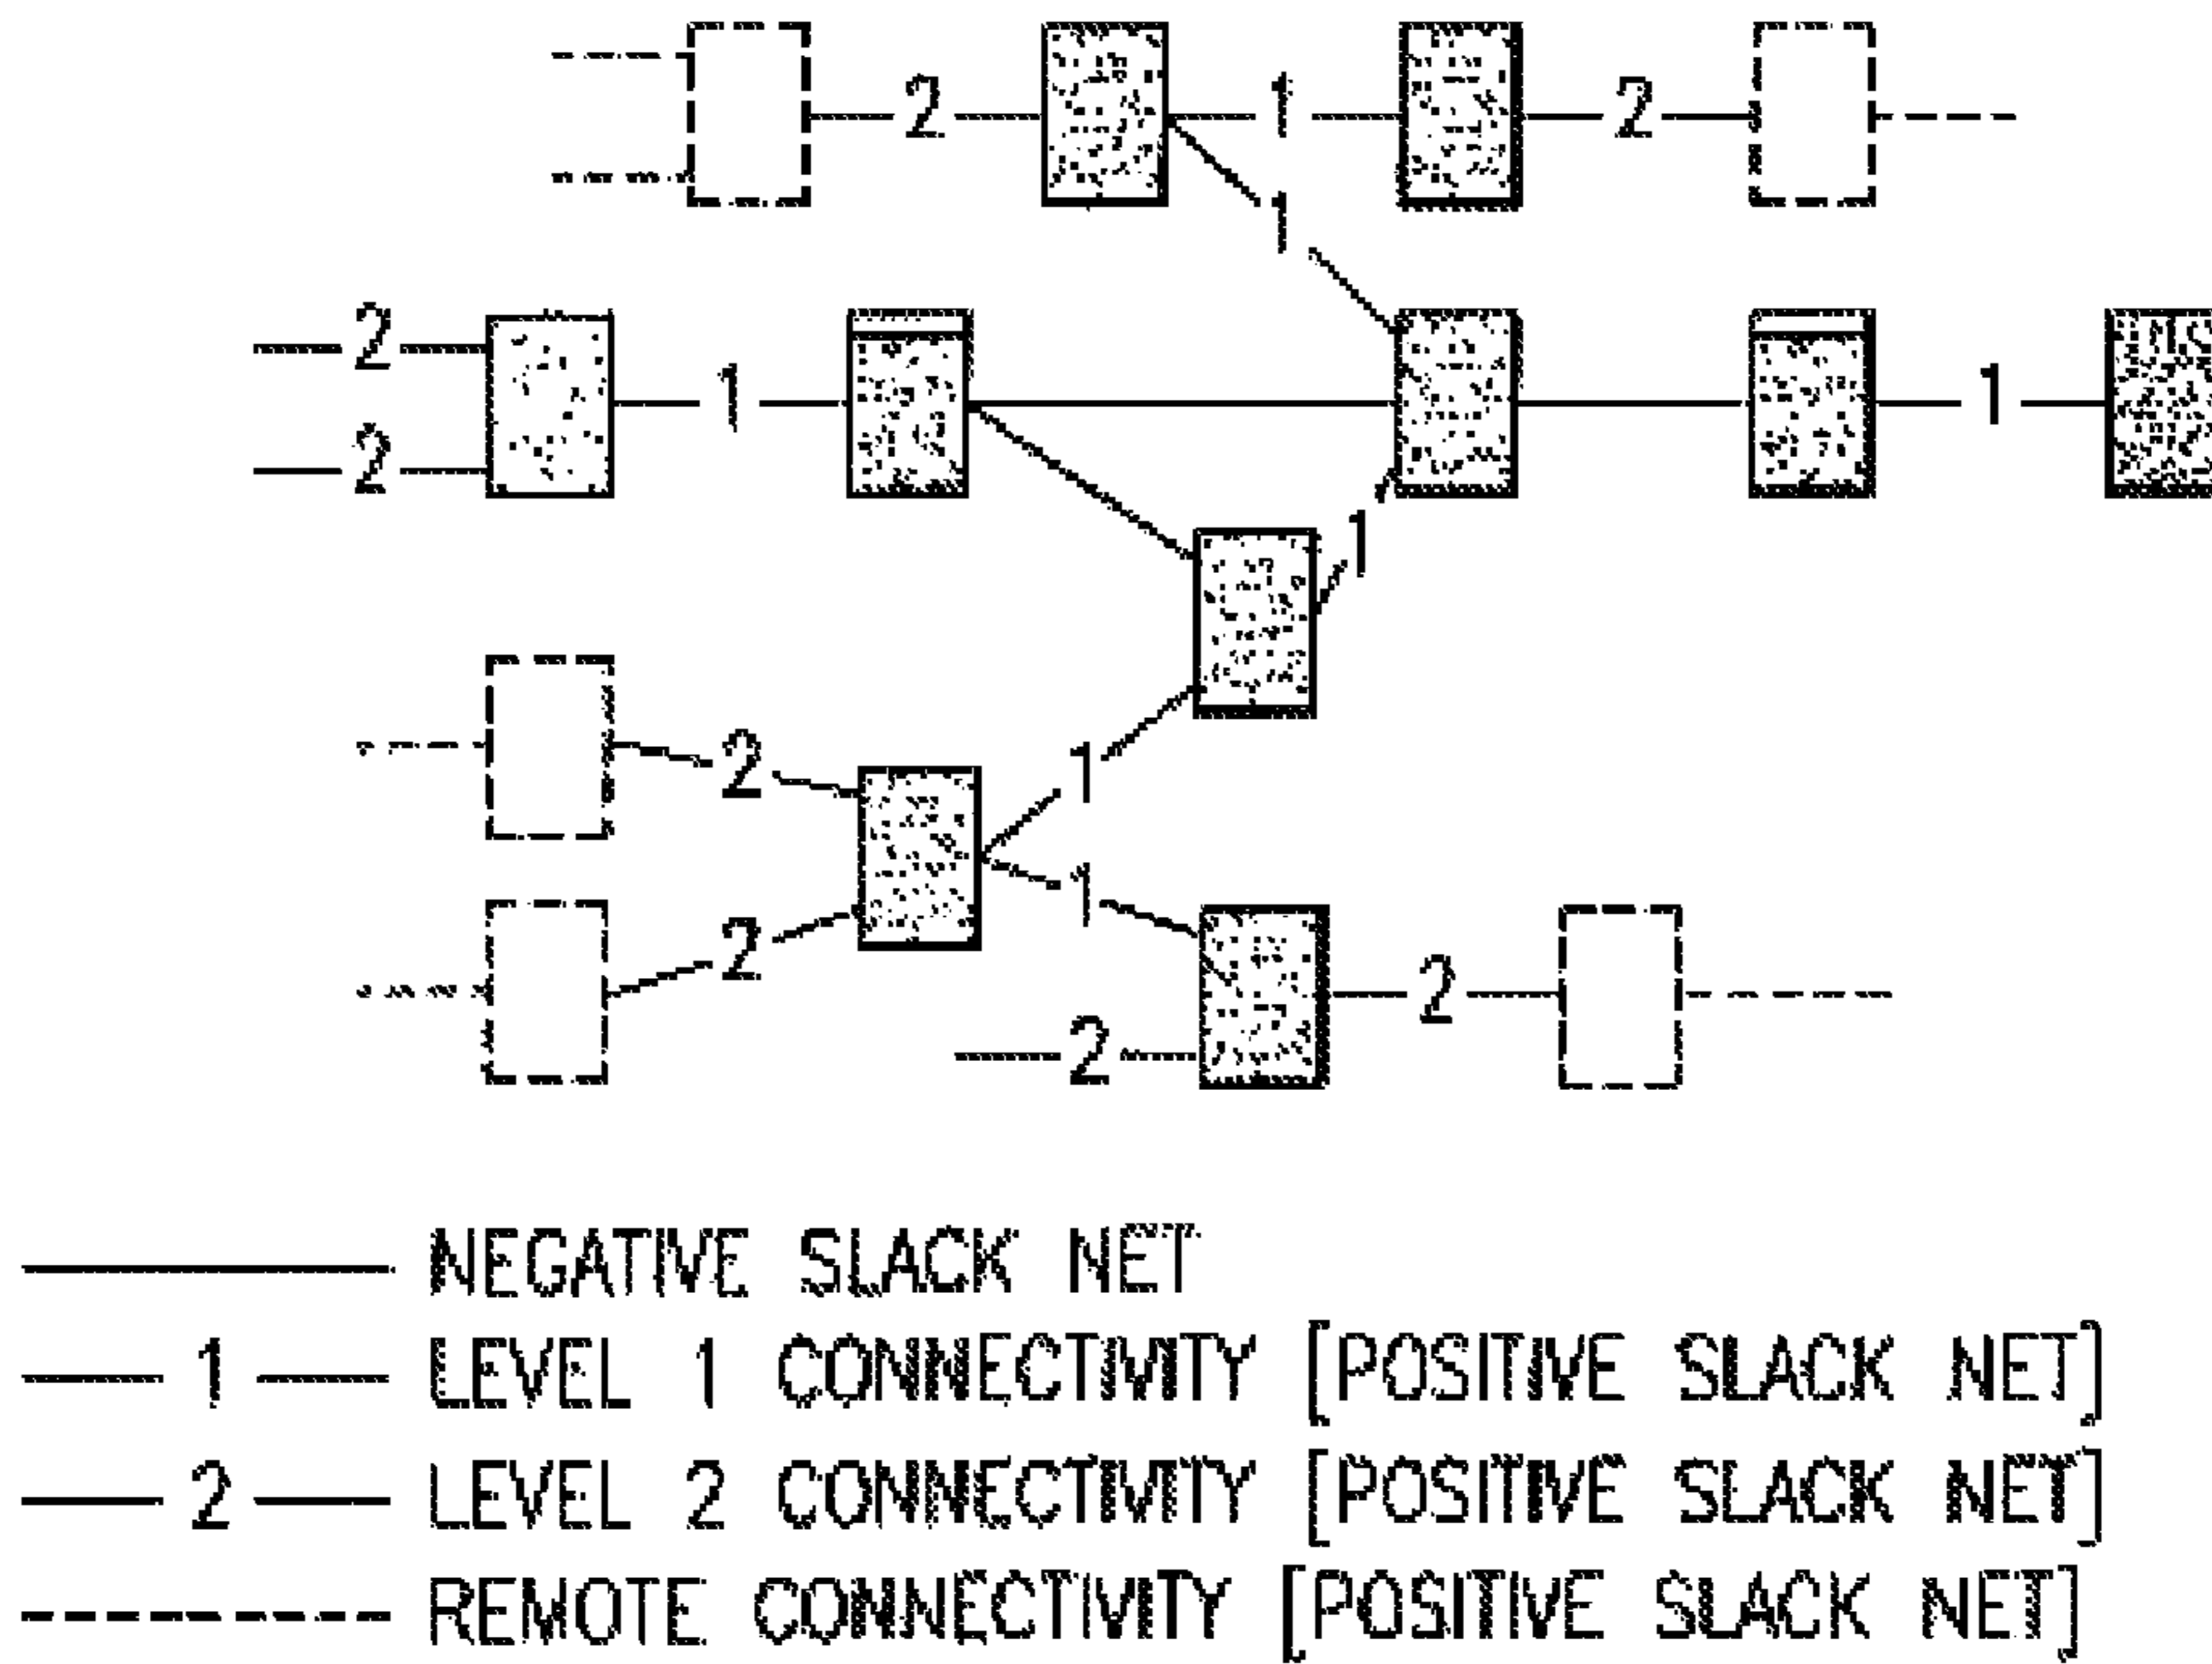 2 1 2
1
2
1 1
2
1
2 1
1
2
2
2
NEGATIVE SLACK NET
1 LEVEL 1 CONNECTIVITY [POSITIVE SLACK NET]
2 LEVEL 2 CONNECTIVITY [POSITIVE SLACK NET]
REMOTE CONNECTIVITY [POSITIVE SLACK NET]